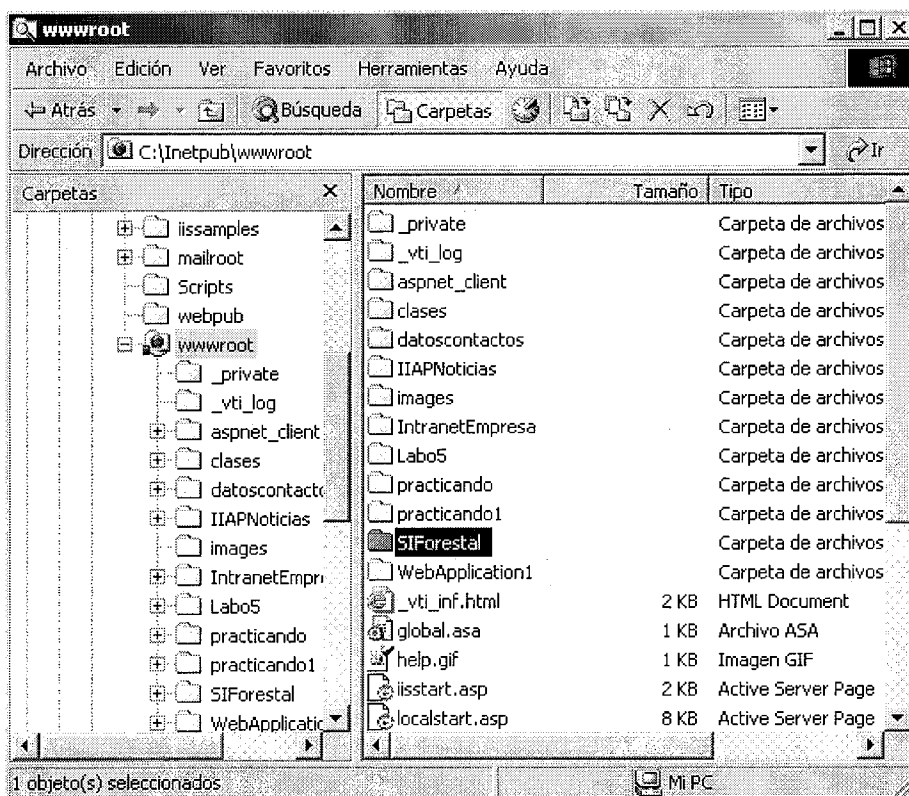 wwwroot
Archivo Edición Ver Favoritos Herramientas Ayuda
Atrás Búsqueda Carpetas
Dirección C:\Inetpub\wwwroot Ir
Carpetas
iissamples
mailroot
Scripts
webpub
wwwroot
_private
_vti_log
aspnet_client
clases
datoscontacto
IIAPNoticias
images
IntranetEmpre
Labo5
practicando
practicando1
SIForestal
WebApplicatio
Nombre Tamaño Tipo
_private Carpeta de archivos
_vti_log Carpeta de archivos
aspnet_client Carpeta de archivos
clases Carpeta de archivos
datoscontactos Carpeta de archivos
IIAPNoticias Carpeta de archivos
images Carpeta de archivos
IntranetEmpresa Carpeta de archivos
Labo5 Carpeta de archivos
practicando Carpeta de archivos
practicando1 Carpeta de archivos
SIForestal Carpeta de archivos
WebApplication1 Carpeta de archivos
_vti_inf.html 2 KB HTML Document
global.asa 1 KB Archivo ASA
help.gif 1 KB Imagen GIF
iisstart.asp 2 KB Active Server Page
localstart.asp 8 KB Active Server Page
1 objeto(s) seleccionados Mi PC